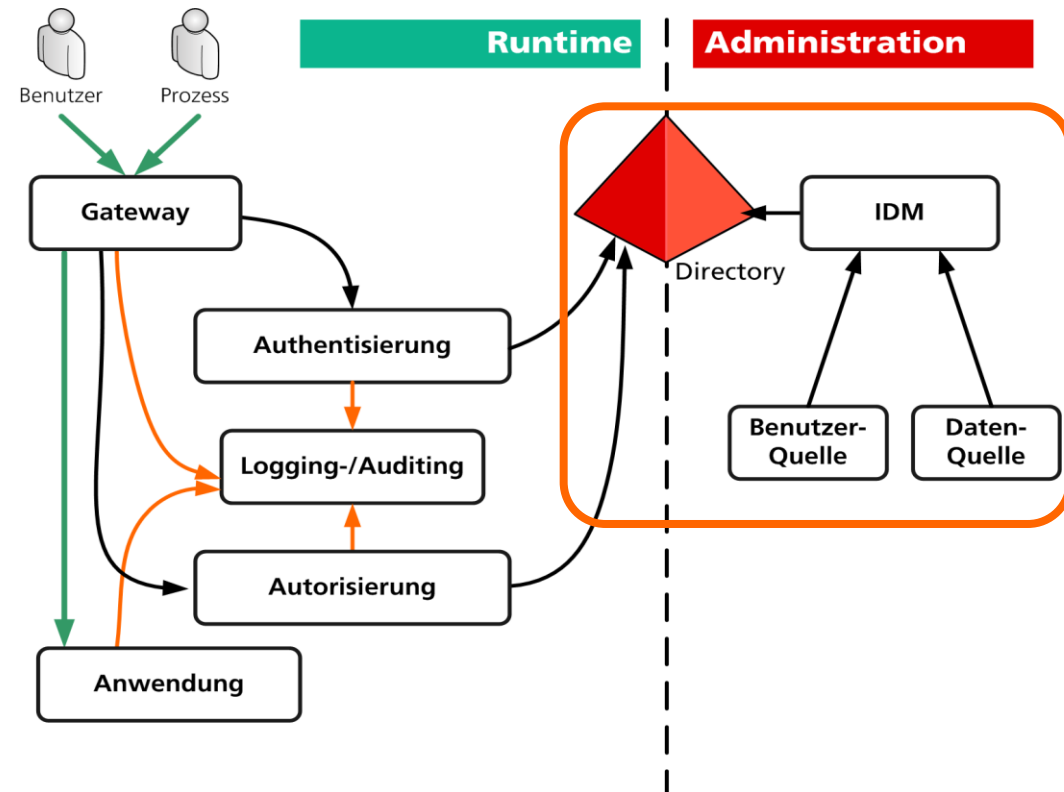 Runtime
Administration
Benutzer
Prozess
Gateway
IDM
Directory
Authentisierung
Benutzer-
Quelle
Daten-
Quelle
Logging-/Auditing
Autorisierung
Anwendung